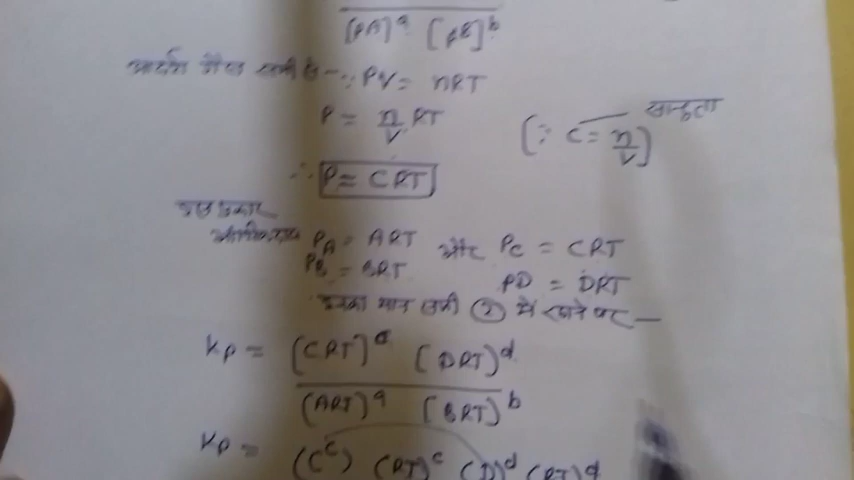 (PA)ᵃ [PB]ᵇ
आदर्श गैस समी से - ∵ PV = nRT
P = n/V RT (∵ C = n/V) सान्द्रता
∴ P = CRT
इस प्रकार
PA = ART और PC = CRT
PB = BRT PD = DRT
इनका मान समी (2) में रखने पर —
Kp = (CRT)ᶜ (DRT)ᵈ
(ART)ᵃ (BRT)ᵇ
Kp = (Cᶜ) (RT)ᶜ (D)ᵈ (RT)ᵈ